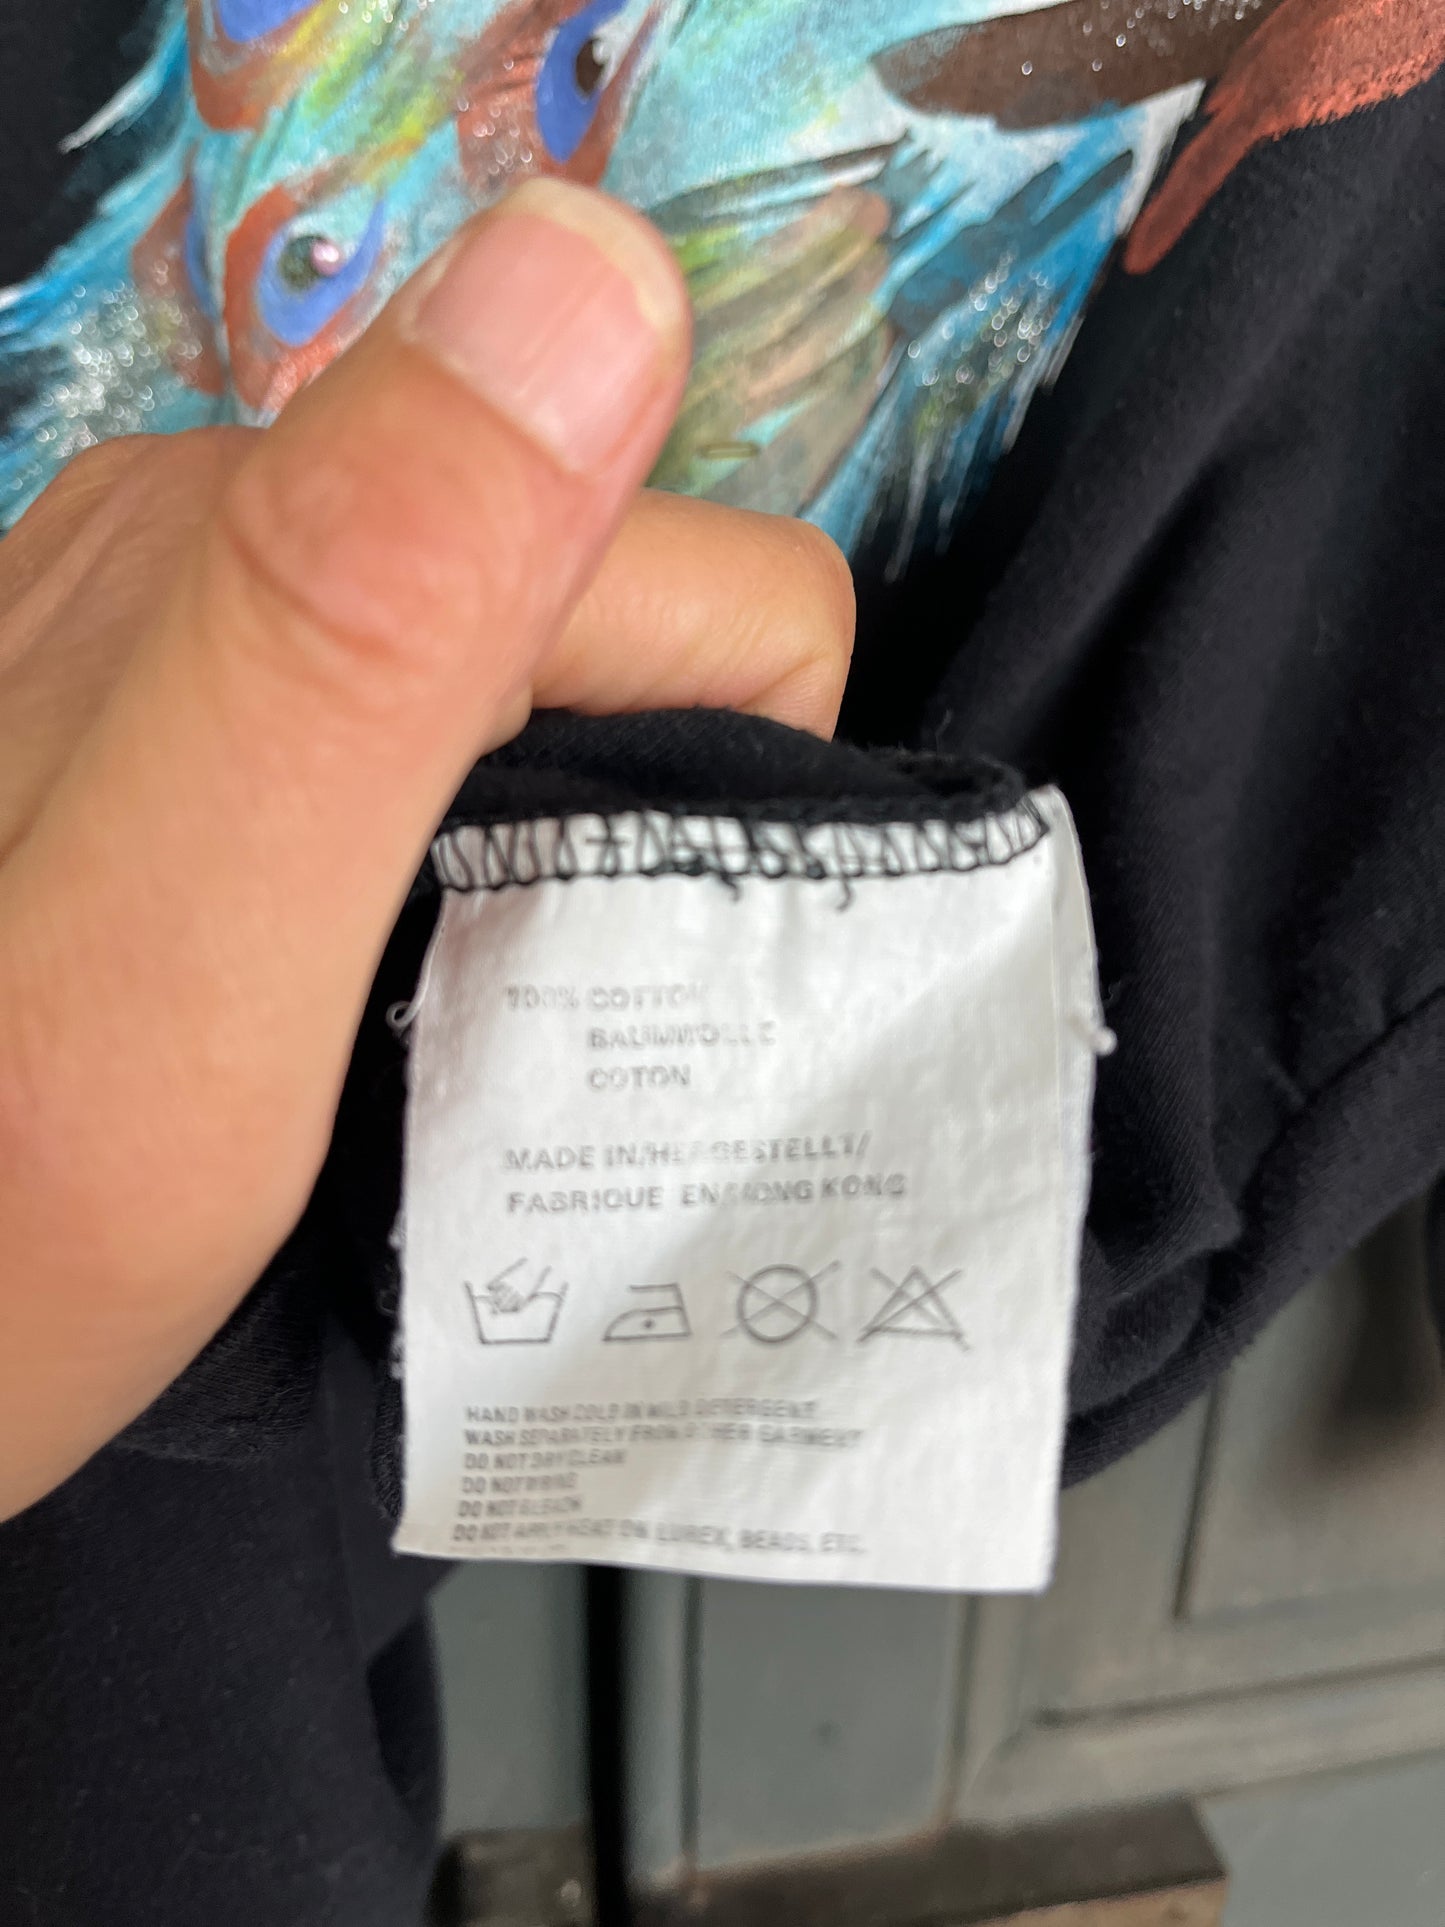 100% COTTON
BAUMWOLLE
COTON
MADE IN/HERGESTELLT/
FABRIQUE EN/HONG KONG
HAND WASH COLD IN MILD DETERGENT
WASH SEPARATELY FROM OTHER GARMENT
DO NOT DRY CLEAN
DO NOT WRING
DO NOT BLEACH
DO NOT APPLY HEAT ON LUREX, BEADS, ETC.